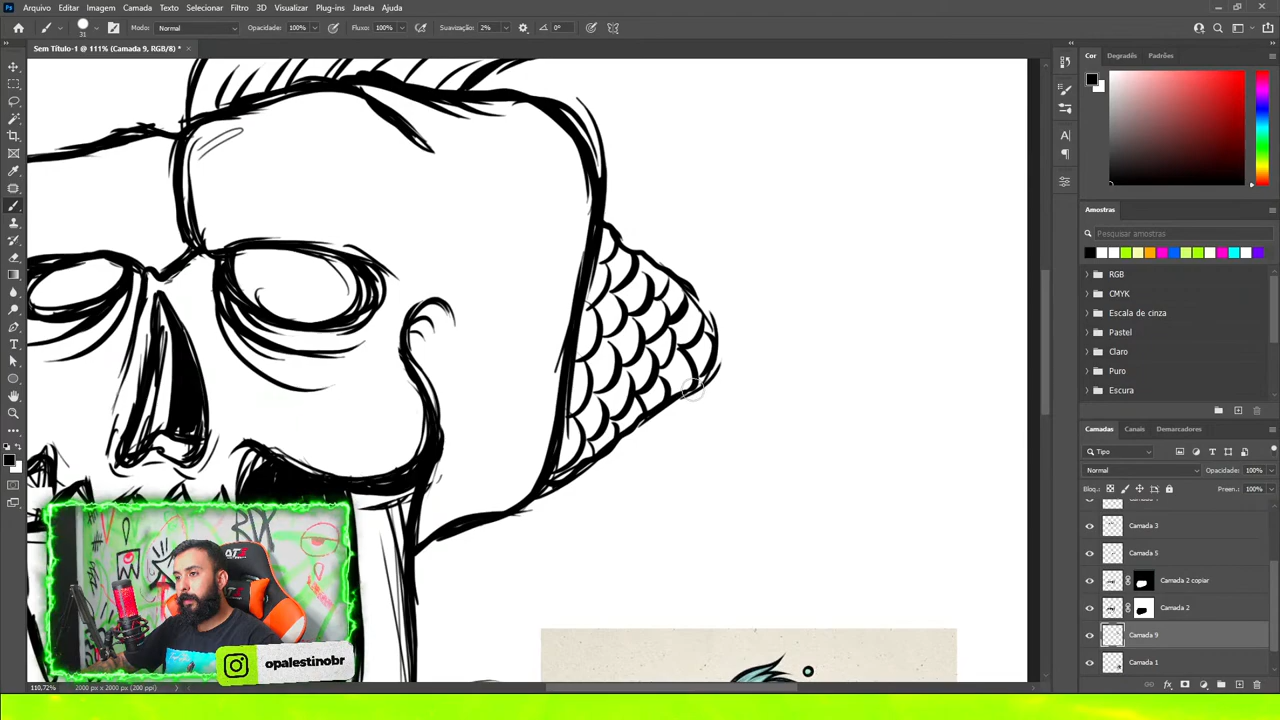 Arquivo Editar Imagem Camada Texto Selecionar Filtro 3D Visualizar Plug-ins Janela Ajuda
31 Modo: Normal Opacidade: 100% Fluxo: 100% Suavização: 2% 0°
Sem Título-1 @ 111% (Camada 9, RGB/8) *
Cor Degradês Padrões
Amostras
Pesquisar amostras
RGB
CMYK
Escala de cinza
Pastel
Claro
Puro
Escura
Camadas Canais Demarcadores
Tipo
Normal Opacidade: 100%
Bloq.: Preen.: 100%
Camada 3
Camada 5
Camada 2 copiar
Camada 2
Camada 9
Camada 1
opalestinobr
110,72% 2000 px x 2000 px (200 ppi)